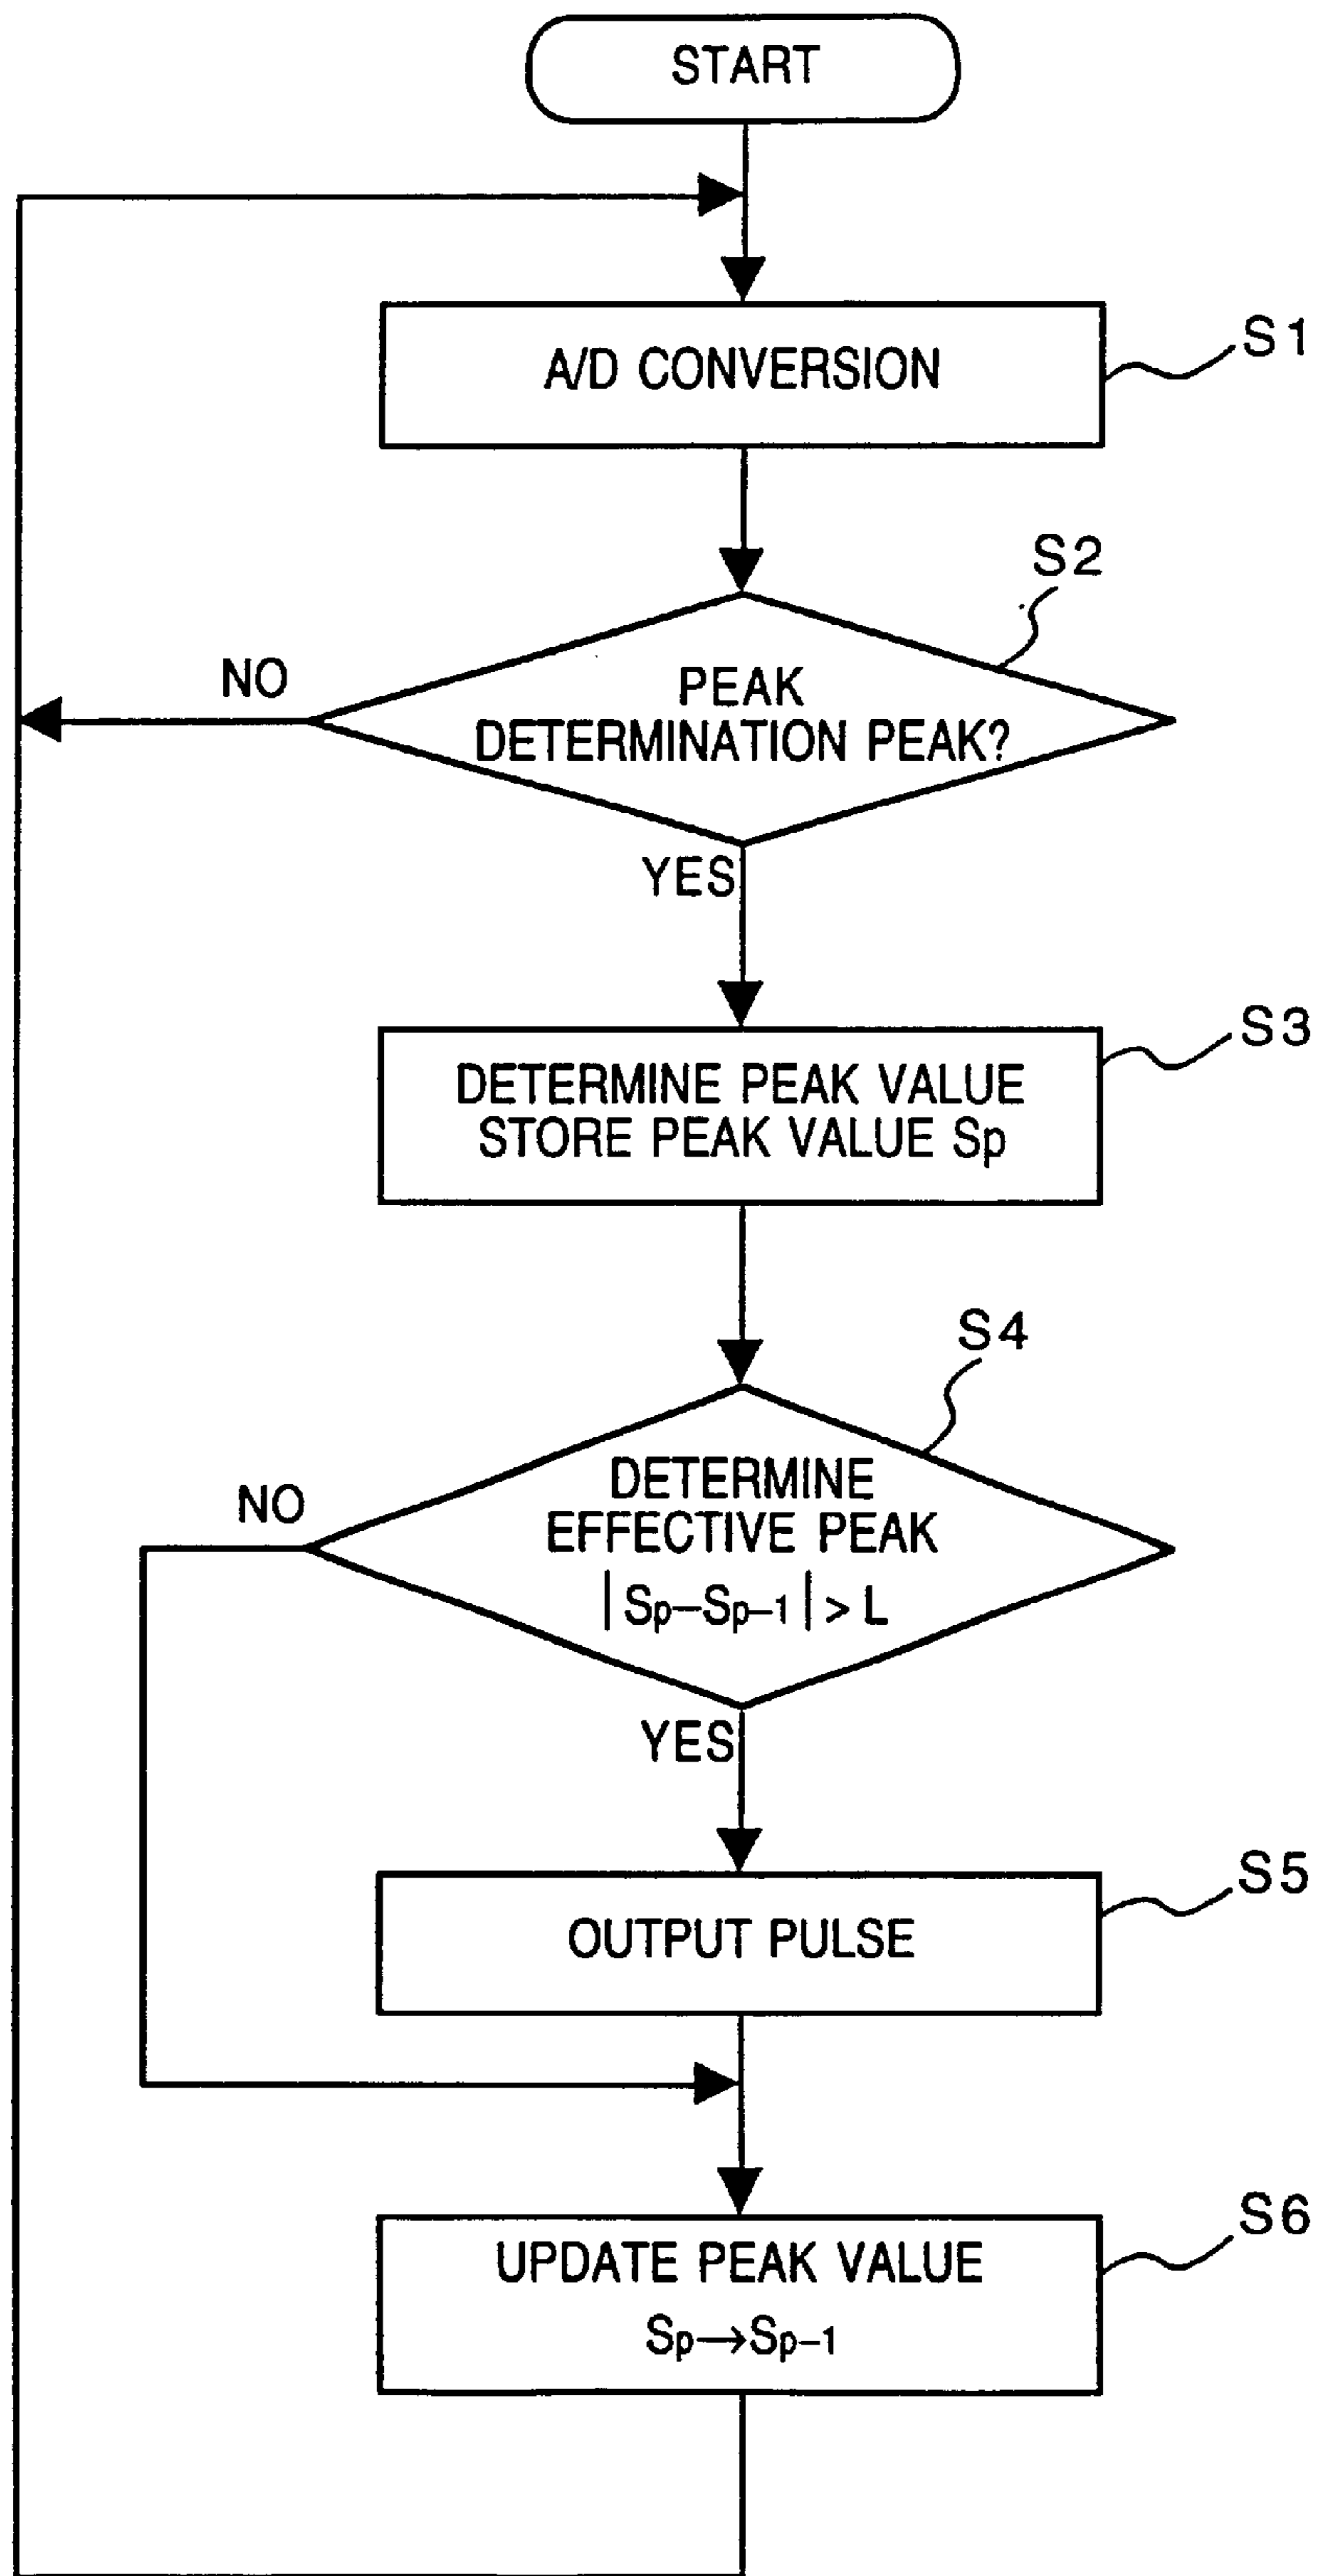 START
A/D CONVERSION
S1
S2
NO
PEAK
DETERMINATION PEAK?
YES
S3
DETERMINE PEAK VALUE
STORE PEAK VALUE Sp
S4
NO
DETERMINE
EFFECTIVE PEAK
|Sp−Sp−1| > L
YES
S5
OUTPUT PULSE
S6
UPDATE PEAK VALUE
Sp→Sp−1